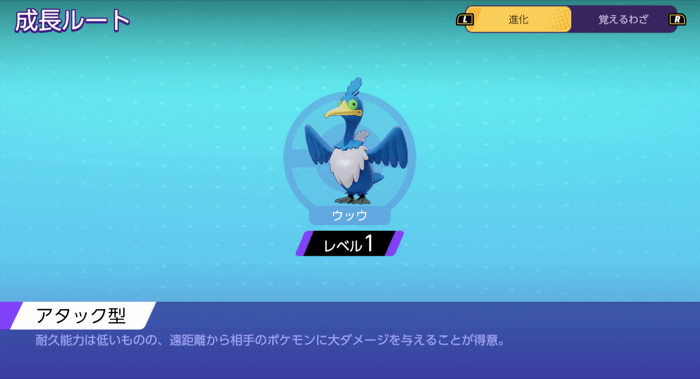 成長ルート
L 進化 覚えるわざ R
ウッウ
レベル1
アタック型
耐久能力は低いものの、遠距離から相手のポケモンに大ダメージを与えることが得意。